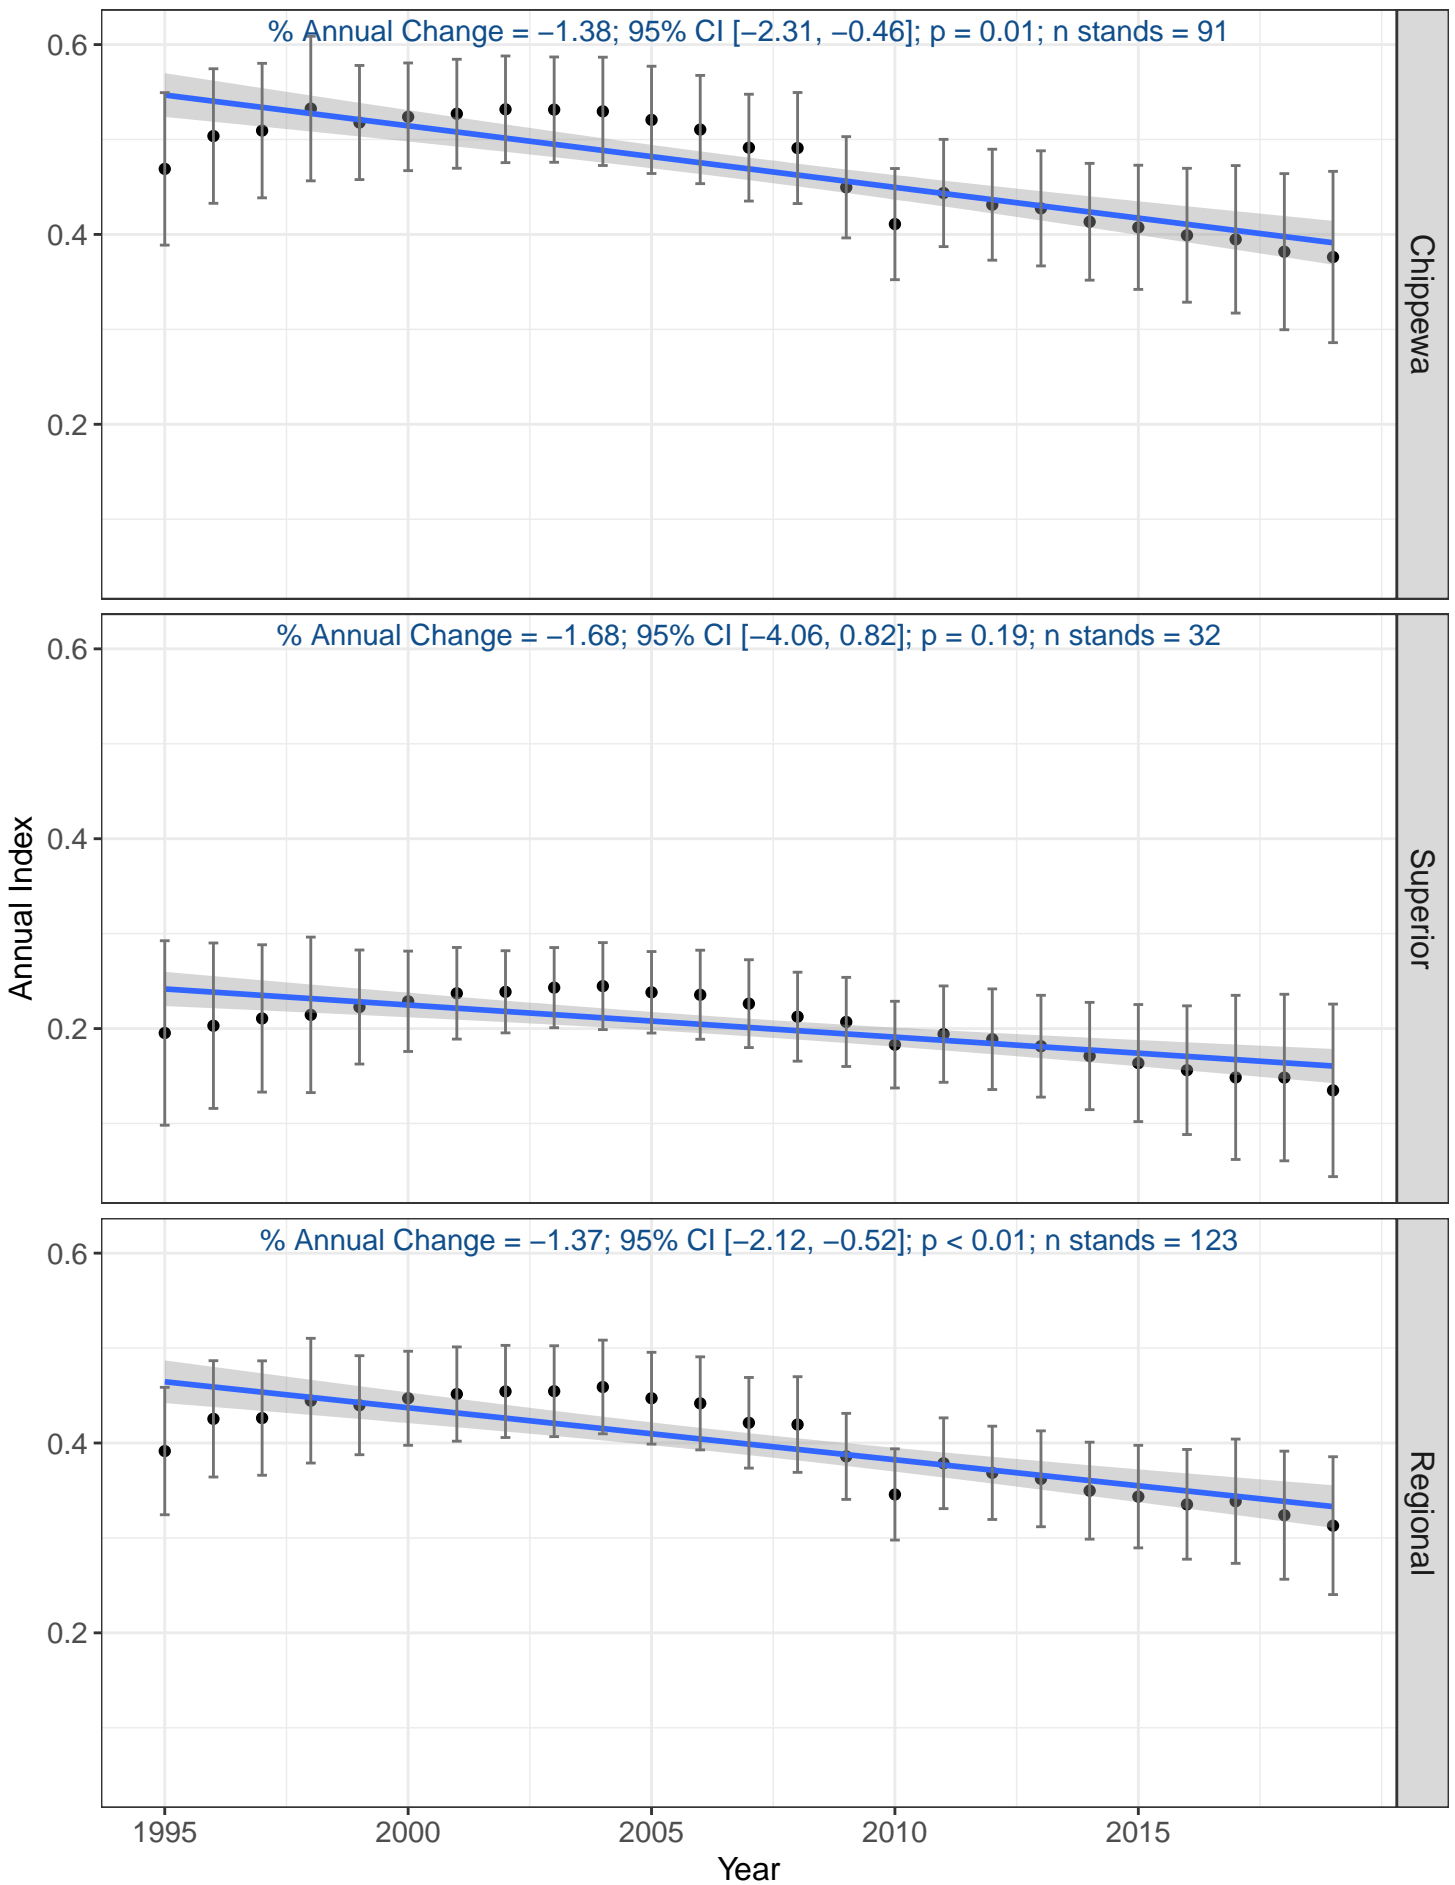 % Annual Change = −1.38; 95% CI [−2.31, −0.46]; p = 0.01; n stands = 91
0.6
0.4
0.2
Chippewa
% Annual Change = −1.68; 95% CI [−4.06, 0.82]; p = 0.19; n stands = 32
0.6
0.4
0.2
Superior
Annual Index
% Annual Change = −1.37; 95% CI [−2.12, −0.52]; p < 0.01; n stands = 123
0.6
0.4
0.2
Regional
1995 2000 2005 2010 2015
Year